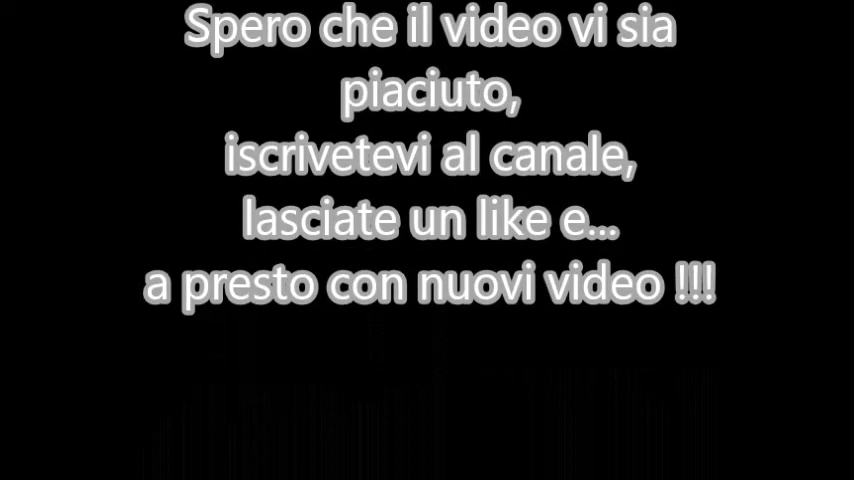 Spero che il video vi sia
piaciuto,
iscrivetevi al canale,
lasciate un like e...
a presto con nuovi video !!!